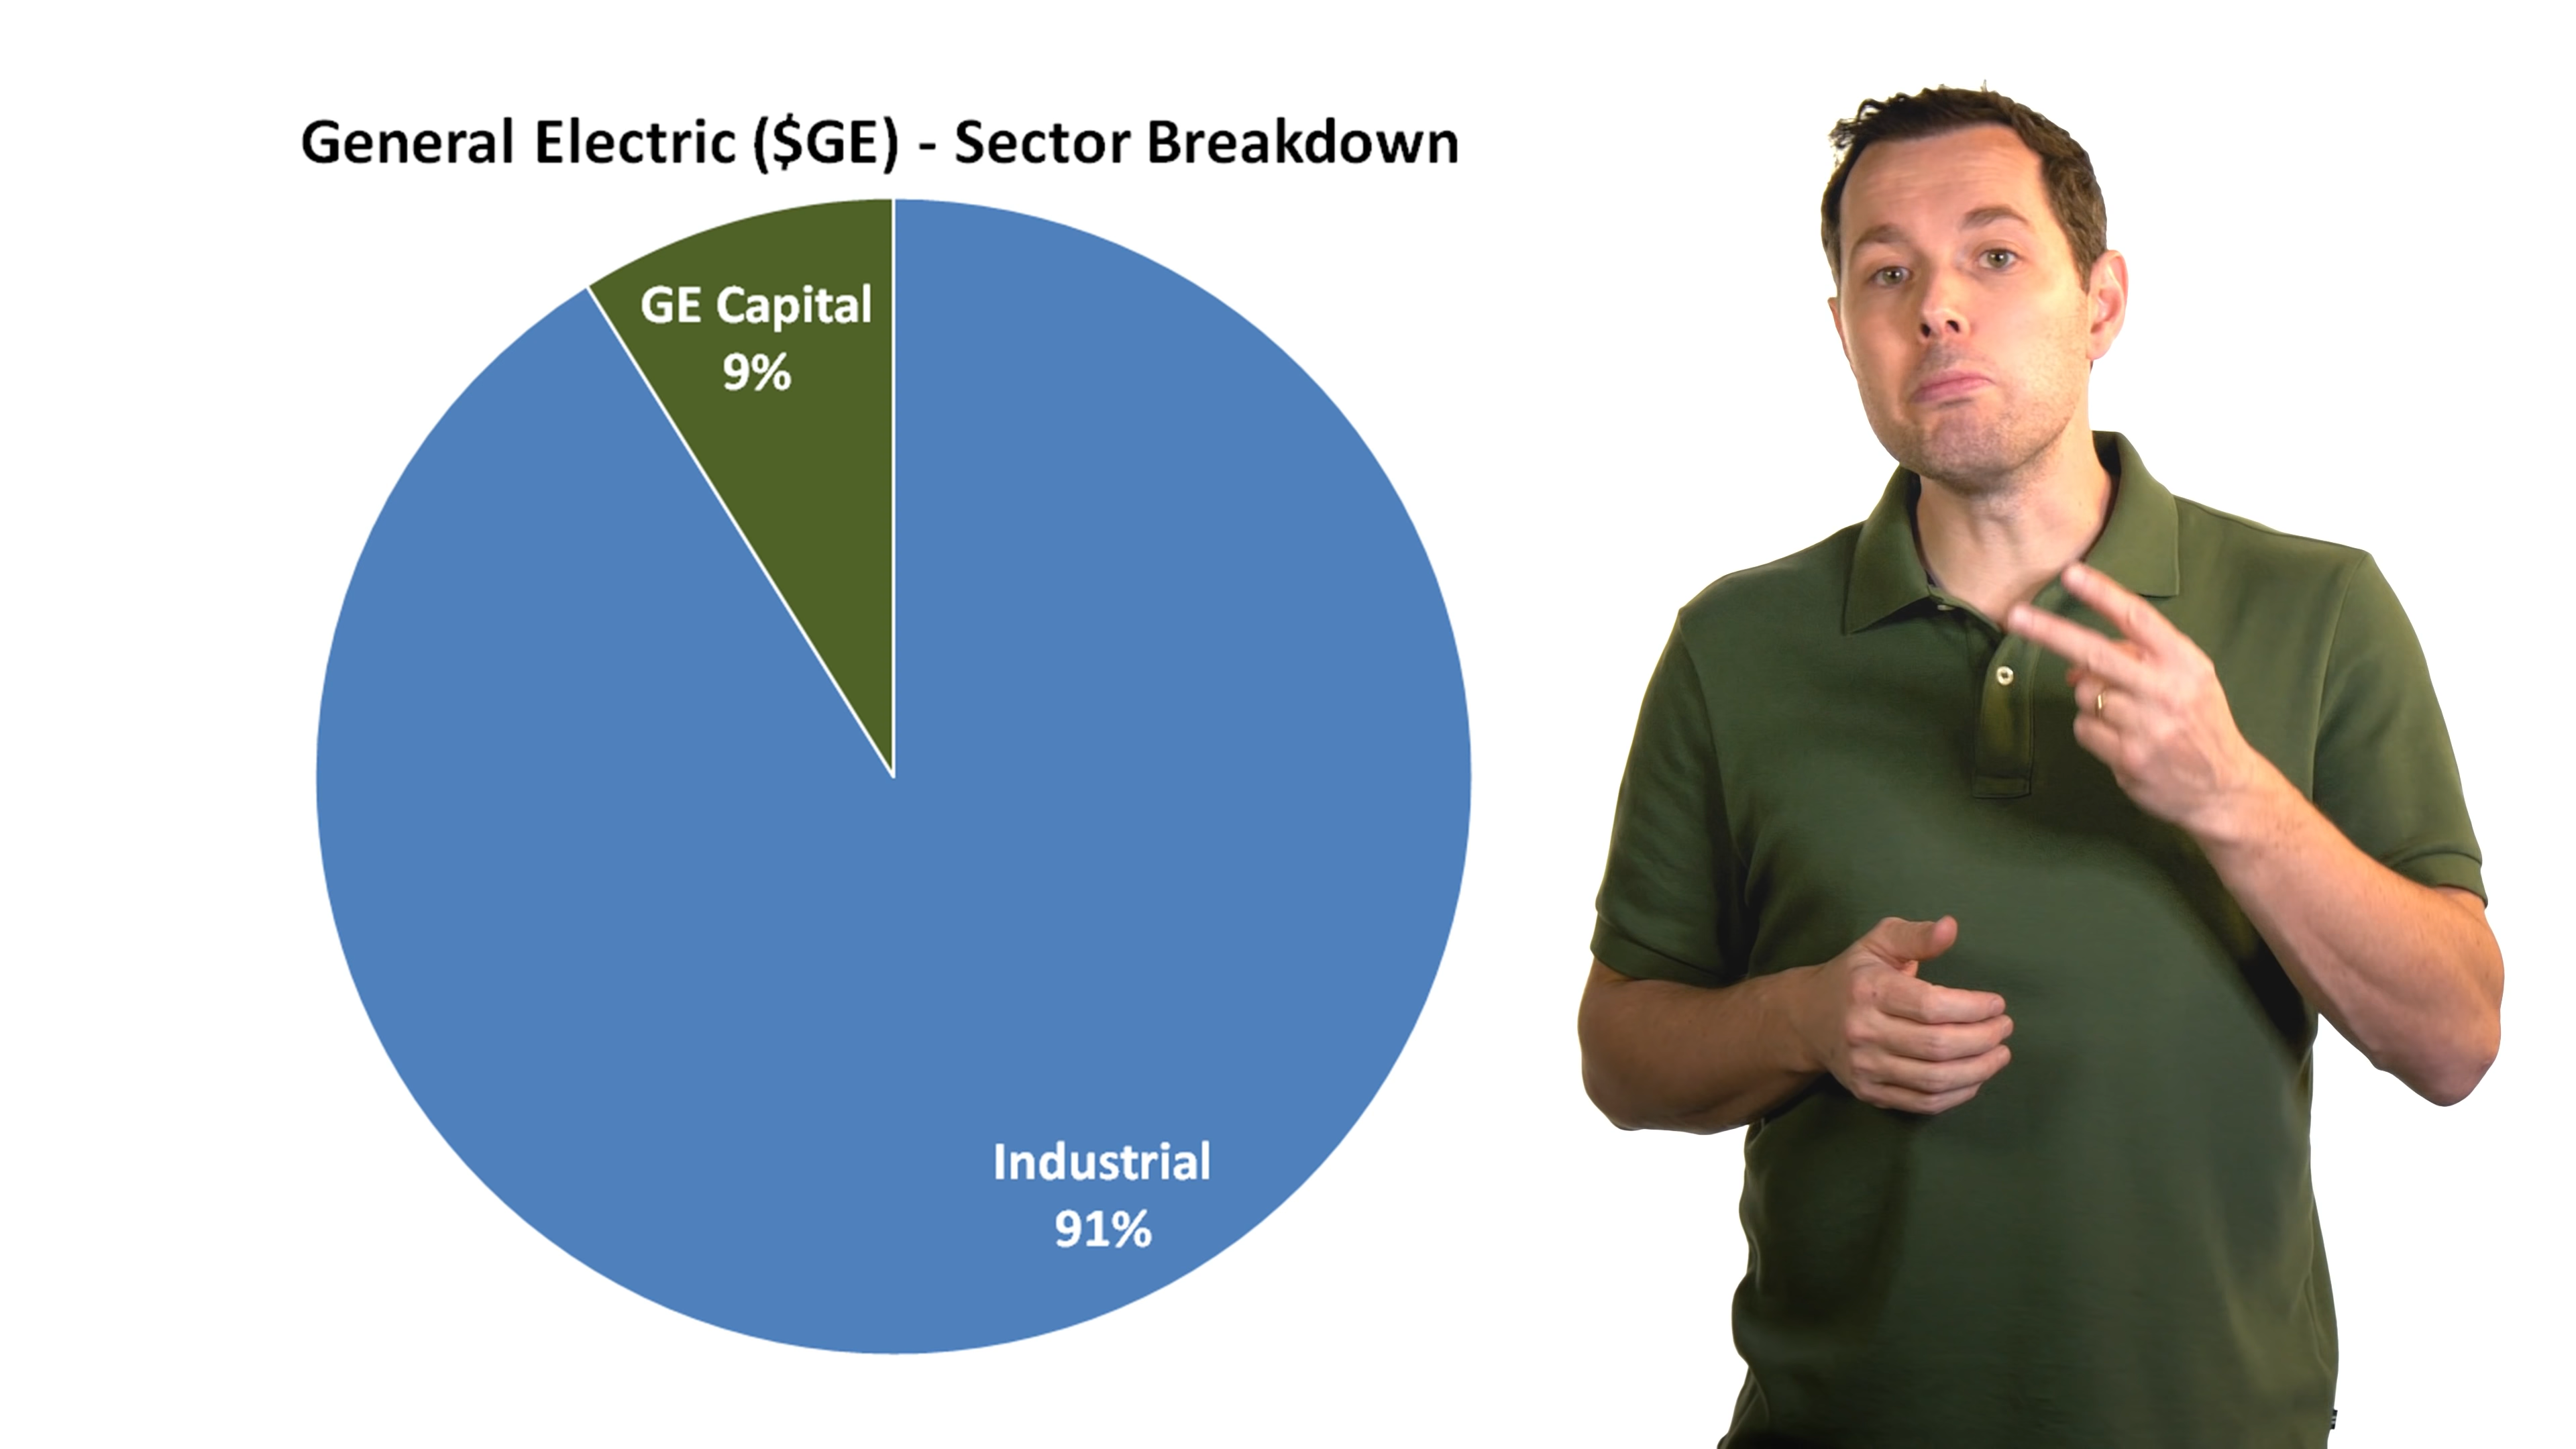 General Electric ($GE) - Sector Breakdown
GE Capital
9%
Industrial
91%